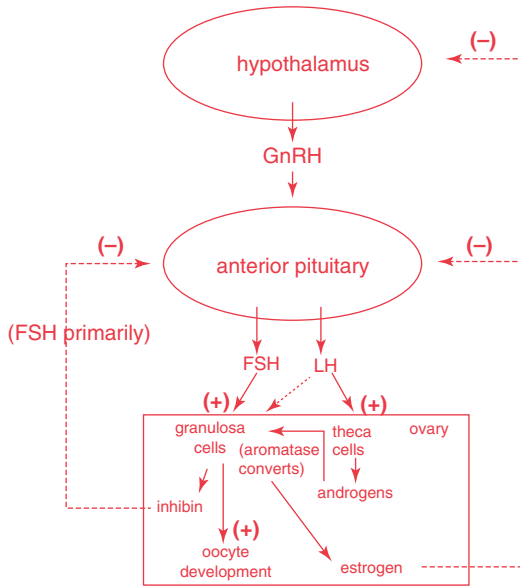 (–)
hypothalamus
GnRH
(–)
(–)
anterior pituitary
(FSH primarily)
FSH
LH
(+)
(+)
granulosa
cells
(aromatase
converts)
theca
cells
ovary
androgens
inhibin
(+)
oocyte
development
estrogen